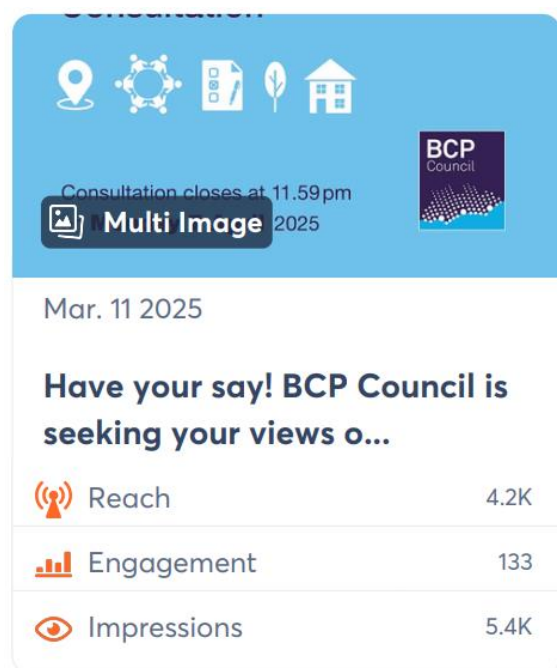 Consultation
BCP
Council
Consultation closes at 11.59pm
2025
Multi Image
Mar. 11 2025
Have your say! BCP Council is
seeking your views o...
Reach 4.2K
Engagement 133
Impressions 5.4K